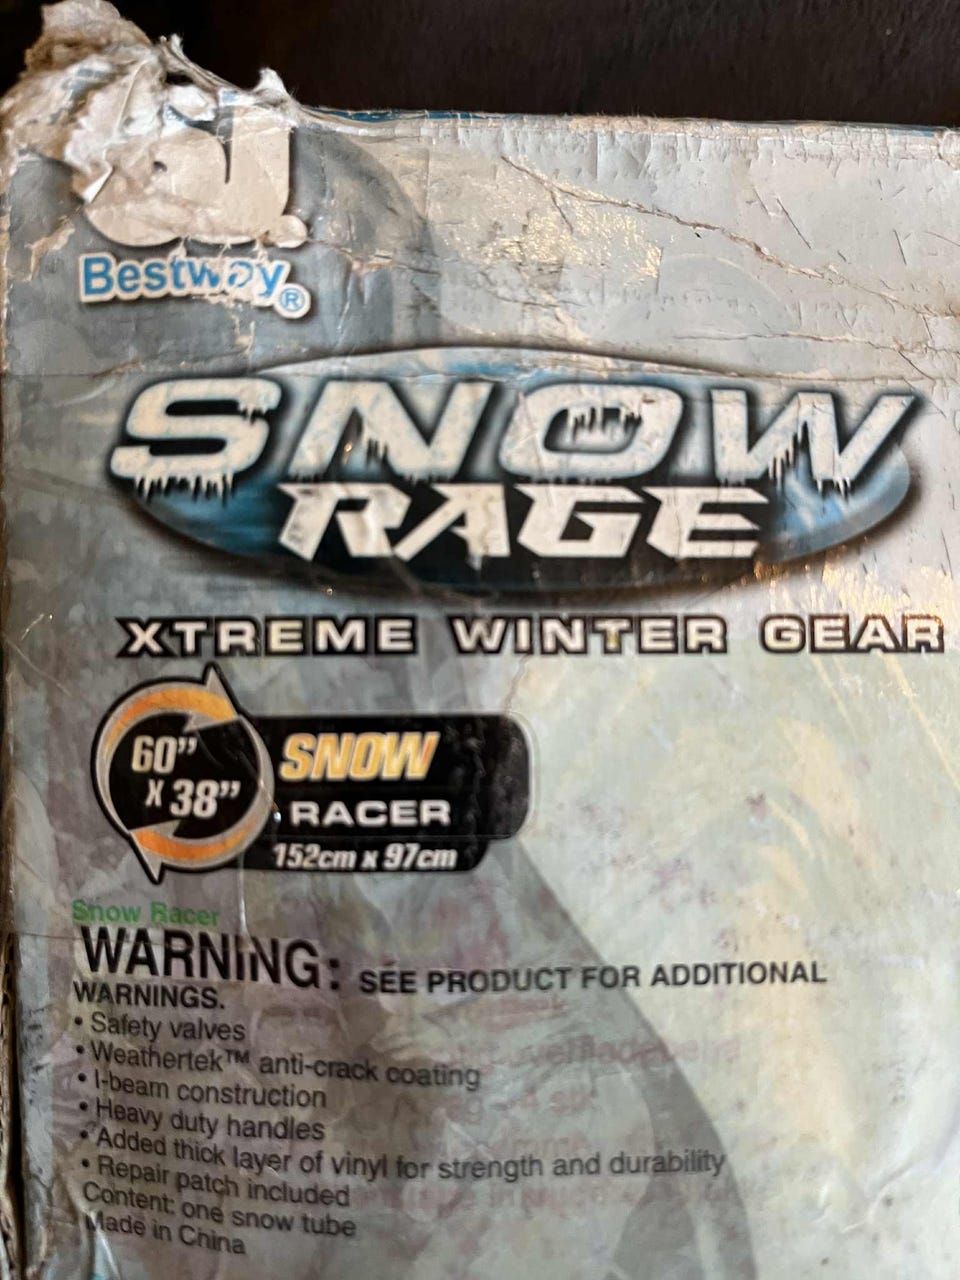 Bestway®
SNOW
RAGE
XTREME WINTER GEAR
60”
X 38”
SNOW
RACER
152cm x 97cm
Snow Racer
WARNING: SEE PRODUCT FOR ADDITIONAL
WARNINGS.
• Safety valves
• Weathertek™ anti-crack coating
• I-beam construction
• Heavy duty handles
• Added thick layer of vinyl for strength and durability
• Repair patch included
Content: one snow tube
Made in China